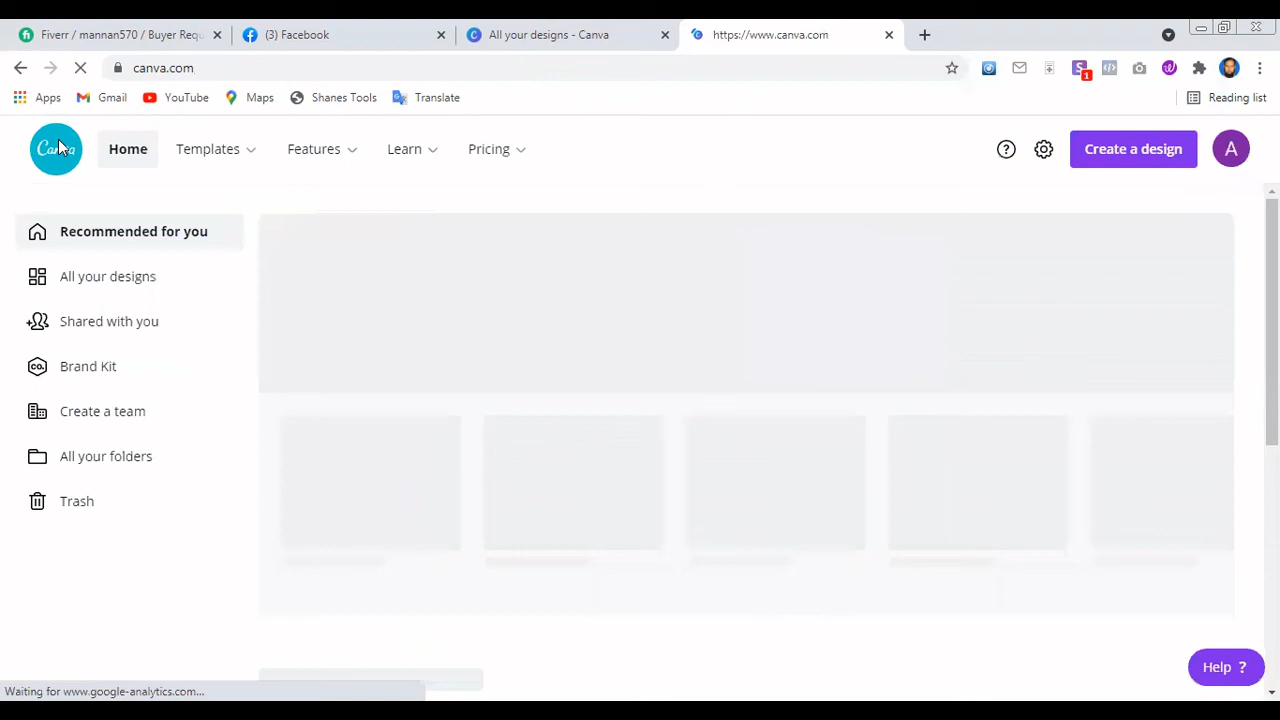 Fiverr / mannan570 / Buyer Requ
(3) Facebook
All your designs - Canva
https://www.canva.com
canva.com
1
Apps
Gmail
YouTube
Maps
Shanes Tools
Translate
Reading list
Canva
Home
Templates
Features
Learn
Pricing
Create a design
A
Recommended for you
All your designs
Shared with you
CO.
Brand Kit
Create a team
All your folders
Trash
Help ?
Waiting for www.google-analytics.com...